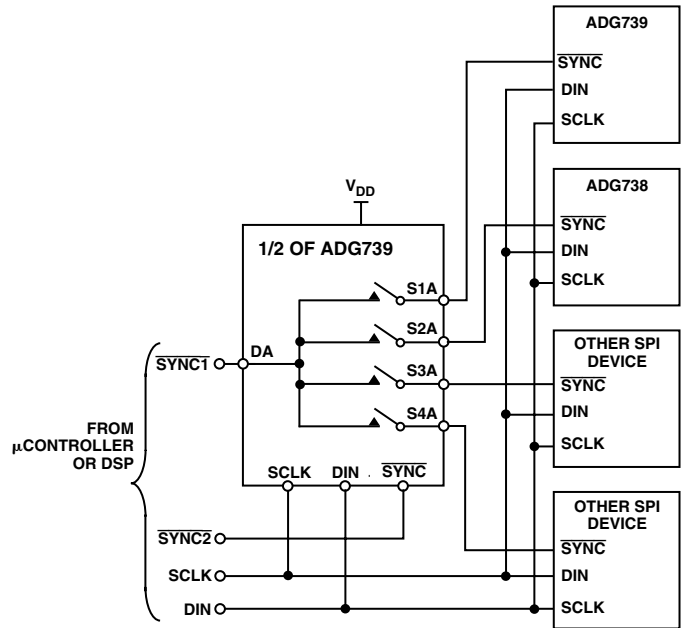 ADG739
SYNC
DIN
SCLK
ADG738
SYNC
DIN
SCLK
VDD
1/2 OF ADG739
S1A
S2A
S3A
S4A
DA
SYNC1
OTHER SPI
DEVICE
SYNC
DIN
SCLK
FROM
μCONTROLLER
OR DSP
SCLK DIN SYNC
OTHER SPI
DEVICE
SYNC
DIN
SCLK
SYNC2
SCLK
DIN